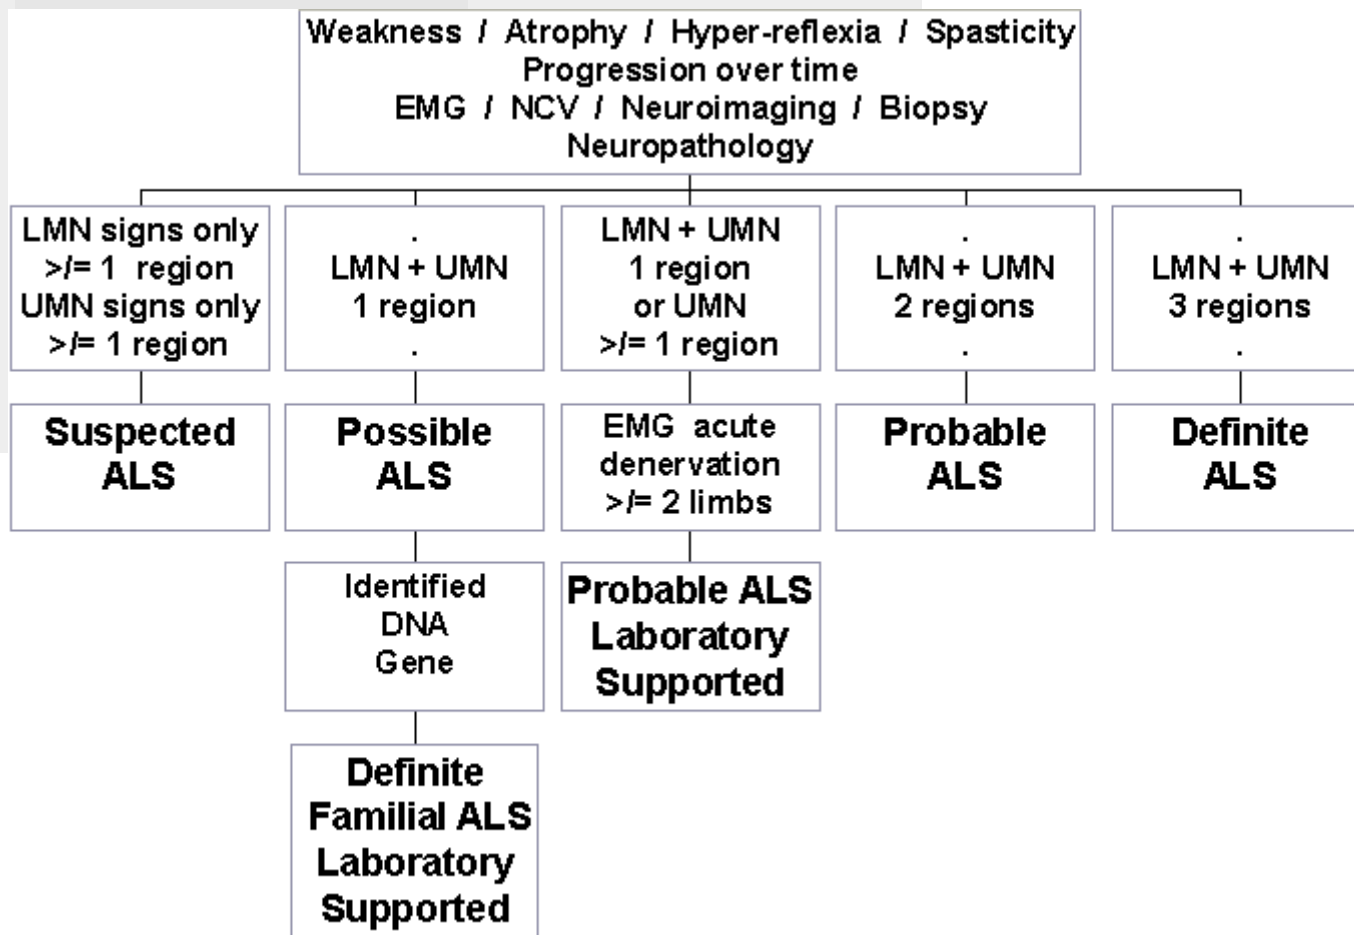 Weakness / Atrophy / Hyper-reflexia / Spasticity
Progression over time
EMG / NCV / Neuroimaging / Biopsy
Neuropathology
LMN signs only
>/= 1 region
UMN signs only
>/= 1 region
.
LMN + UMN
1 region
.
LMN + UMN
1 region
or UMN
>/= 1 region
.
LMN + UMN
2 regions
.
.
LMN + UMN
3 regions
.
Suspected
ALS
Possible
ALS
EMG acute
denervation
>/= 2 limbs
Probable
ALS
Definite
ALS
Identified
DNA
Gene
Probable ALS
Laboratory
Supported
Definite
Familial ALS
Laboratory
Supported